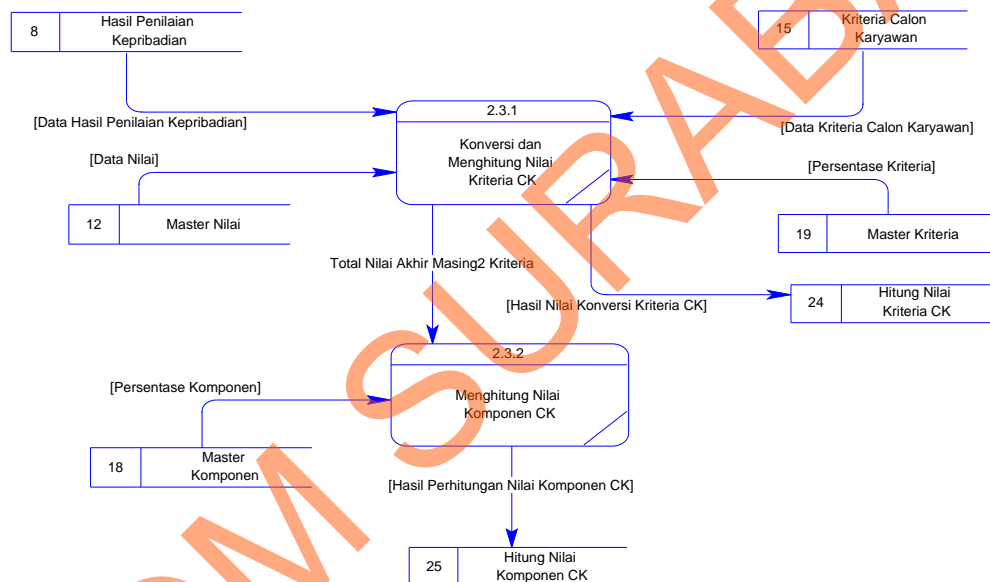 8
Hasil Penilaian
Kepribadian
15
Kriteria Calon
Karyawan
[Data Hasil Penilaian Kepribadian]
2.3.1
Konversi dan
Menghitung Nilai
Kriteria CK
[Data Kriteria Calon Karyawan]
[Data Nilai]
[Persentase Kriteria]
12
Master Nilai
19
Master Kriteria
Total Nilai Akhir Masing2 Kriteria
[Hasil Nilai Konversi Kriteria CK]
24
Hitung Nilai
Kriteria CK
2.3.2
Menghitung Nilai
Komponen CK
[Persentase Komponen]
18
Master
Komponen
[Hasil Perhitungan Nilai Komponen CK]
25
Hitung Nilai
Komponen CK
OM SURABA